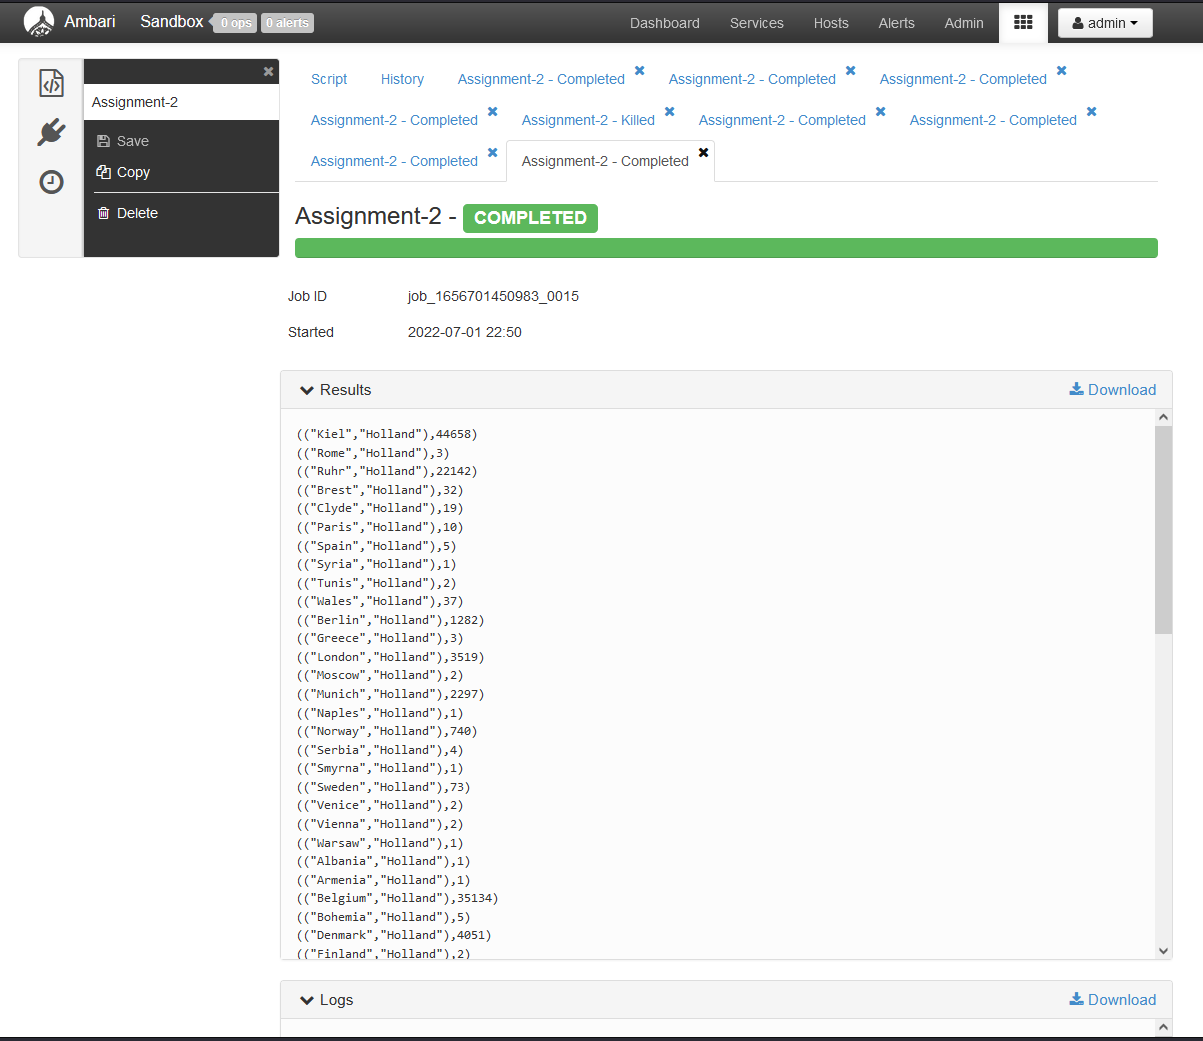 Ambari Sandbox 0 ops 0 alerts Dashboard Services Hosts Alerts Admin admin
Assignment-2
Save
Copy
Delete
Script History Assignment-2 - Completed Assignment-2 - Completed Assignment-2 - Completed
Assignment-2 - Completed Assignment-2 - Killed Assignment-2 - Completed Assignment-2 - Completed
Assignment-2 - Completed Assignment-2 - Completed
Assignment-2 - COMPLETED
Job ID job_1656701450983_0015
Started 2022-07-01 22:50
Results Download
(("Kiel","Holland"),44658)
(("Rome","Holland"),3)
(("Ruhr","Holland"),22142)
(("Brest","Holland"),32)
(("Clyde","Holland"),19)
(("Paris","Holland"),10)
(("Spain","Holland"),5)
(("Syria","Holland"),1)
(("Tunis","Holland"),2)
(("Wales","Holland"),37)
(("Berlin","Holland"),1282)
(("Greece","Holland"),3)
(("London","Holland"),3519)
(("Moscow","Holland"),2)
(("Munich","Holland"),2297)
(("Naples","Holland"),1)
(("Norway","Holland"),740)
(("Serbia","Holland"),4)
(("Smyrna","Holland"),1)
(("Sweden","Holland"),73)
(("Venice","Holland"),2)
(("Vienna","Holland"),2)
(("Warsaw","Holland"),1)
(("Albania","Holland"),1)
(("Armenia","Holland"),1)
(("Belgium","Holland"),35134)
(("Bohemia","Holland"),5)
(("Denmark","Holland"),4051)
(("Finland","Holland"),2)
Logs Download